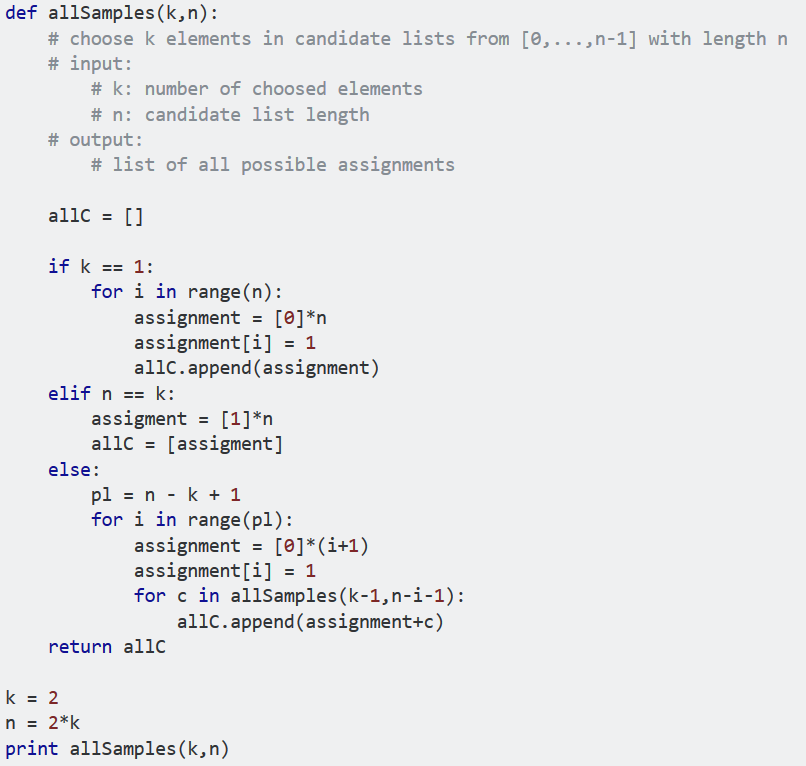 def allSamples(k,n):
    # choose k elements in candidate lists from [0,...,n-1] with length n
    # input:
        # k: number of choosed elements
        # n: candidate list length
    # output:
        # list of all possible assignments

    allC = []

    if k == 1:
        for i in range(n):
            assignment = [0]*n
            assignment[i] = 1
            allC.append(assignment)
    elif n == k:
        assigment = [1]*n
        allC = [assigment]
    else:
        pl = n - k + 1
        for i in range(pl):
            assignment = [0]*(i+1)
            assignment[i] = 1
            for c in allSamples(k-1,n-i-1):
                allC.append(assignment+c)
    return allC

k = 2
n = 2*k
print allSamples(k,n)